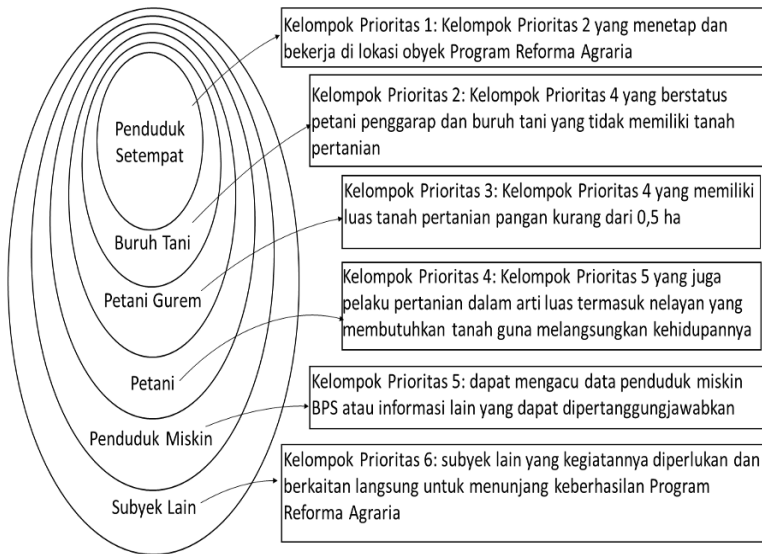 Kelompok Prioritas 1: Kelompok Prioritas 2 yang menetap dan
bekerja di lokasi obyek Program Reforma Agraria
Penduduk
Setempat
Kelompok Prioritas 2: Kelompok Prioritas 4 yang berstatus
petani penggarap dan buruh tani yang tidak memiliki tanah
pertanian
Buruh Tani
Kelompok Prioritas 3: Kelompok Prioritas 4 yang memiliki
luas tanah pertanian pangan kurang dari 0,5 ha
Petani Gurem
Kelompok Prioritas 4: Kelompok Prioritas 5 yang juga
pelaku pertanian dalam arti luas termasuk nelayan yang
membutuhkan tanah guna melangsungkan kehidupannya
Petani
Kelompok Prioritas 5: dapat mengacu data penduduk miskin
BPS atau informasi lain yang dapat dipertanggungjawabkan
Penduduk Miskin
Kelompok Prioritas 6: subyek lain yang kegiatannya diperlukan dan
berkaitan langsung untuk menunjang keberhasilan Program
Reforma Agraria
Subyek Lain